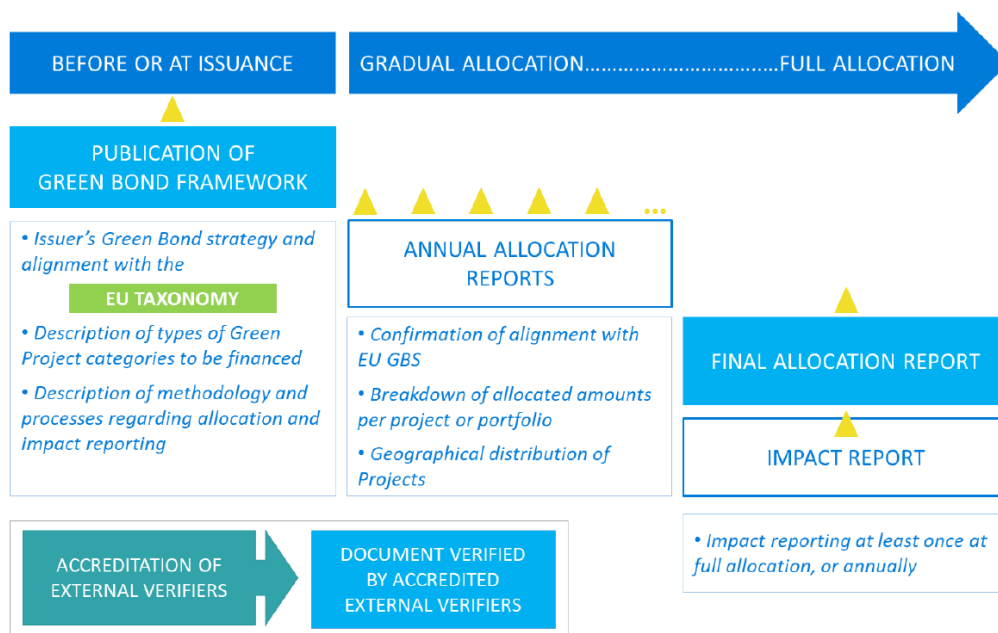 BEFORE OR AT ISSUANCE
GRADUAL ALLOCATION................................FULL ALLOCATION
PUBLICATION OF
GREEN BOND FRAMEWORK
• Issuer’s Green Bond strategy and
alignment with the
EU TAXONOMY
• Description of types of Green
Project categories to be financed
• Description of methodology and
processes regarding allocation and
impact reporting
...
ANNUAL ALLOCATION
REPORTS
• Confirmation of alignment with
EU GBS
• Breakdown of allocated amounts
per project or portfolio
• Geographical distribution of
Projects
FINAL ALLOCATION REPORT
IMPACT REPORT
• Impact reporting at least once at
full allocation, or annually
ACCREDITATION OF
EXTERNAL VERIFIERS
DOCUMENT VERIFIED
BY ACCREDITED
EXTERNAL VERIFIERS